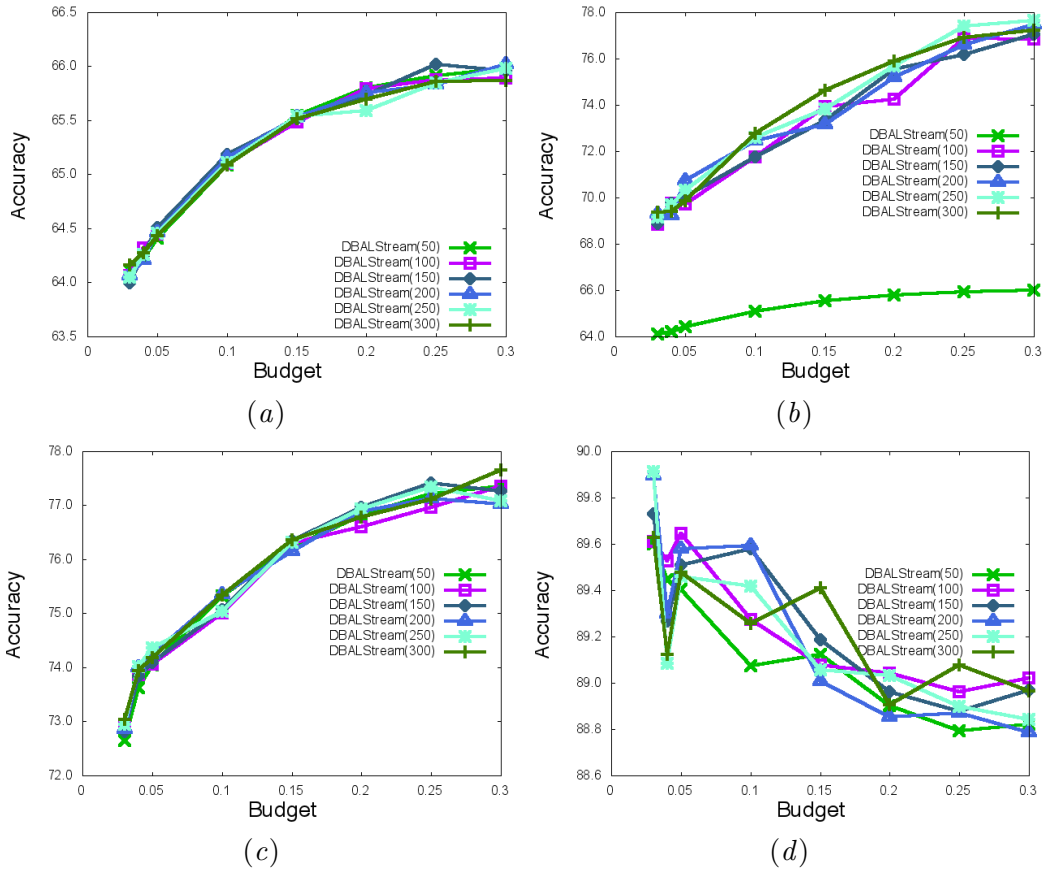 66.5
66.0
65.5
65.0
64.5
64.0
63.5
Accuracy
DBALStream(50)
DBALStream(100)
DBALStream(150)
DBALStream(200)
DBALStream(250)
DBALStream(300)
0 0.05 0.1 0.15 0.2 0.25 0.3
Budget
(a)
78.0
76.0
74.0
72.0
70.0
68.0
66.0
64.0
Accuracy
DBALStream(50)
DBALStream(100)
DBALStream(150)
DBALStream(200)
DBALStream(250)
DBALStream(300)
0 0.05 0.1 0.15 0.2 0.25 0.3
Budget
(b)
78.0
77.0
76.0
75.0
74.0
73.0
72.0
Accuracy
DBALStream(50)
DBALStream(100)
DBALStream(150)
DBALStream(200)
DBALStream(250)
DBALStream(300)
0 0.05 0.1 0.15 0.2 0.25 0.3
Budget
(c)
90.0
89.8
89.6
89.4
89.2
89.0
88.8
88.6
Accuracy
DBALStream(50)
DBALStream(100)
DBALStream(150)
DBALStream(200)
DBALStream(250)
DBALStream(300)
0 0.05 0.1 0.15 0.2 0.25 0.3
Budget
(d)